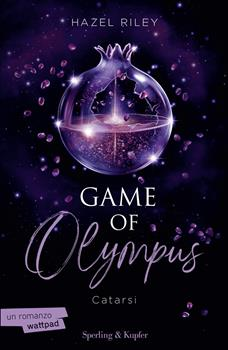 HAZEL RILEY
GAME
OF
Olympus
Catarsi
un romanzo
wattpad
Sperling & Kupfer